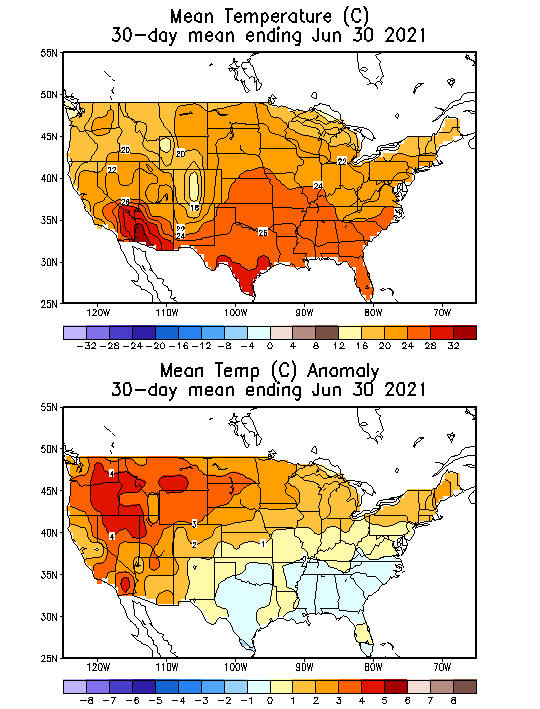 Mean Temperature (C)
30-day mean ending Jun 30 2021
55N
50N
45N
40N
35N
30N
25N
20
20
22
22
24
28
16
22
24
26
120W 110W 100W 90W 80W 70W
-32 -28 -24 -20 -16 -12 -8 -4 0 4 8 12 16 20 24 28 32
Mean Temp (C) Anomaly
30-day mean ending Jun 30 2021
55N
50N
45N
40N
35N
30N
25N
4
3
4
2
1
120W 110W 100W 90W 80W 70W
-8 -7 -6 -5 -4 -3 -2 -1 0 1 2 3 4 5 6 7 8